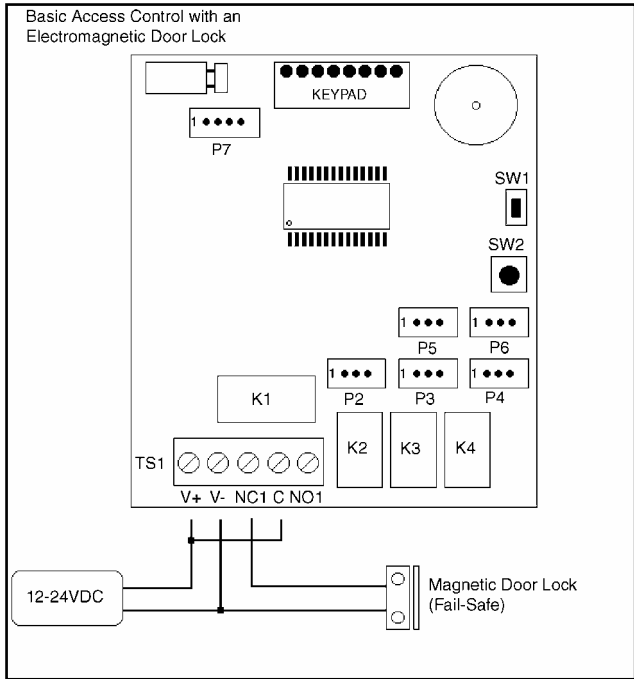 Basic Access Control with an
Electromagnetic Door Lock
KEYPAD
1
P7
SW1
SW2
1
1
P5
P6
1
1
1
P2
P3
P4
K1
K2
K3
K4
TS1
V+ V- NC1 C NO1
12-24VDC
Magnetic Door Lock
(Fail-Safe)